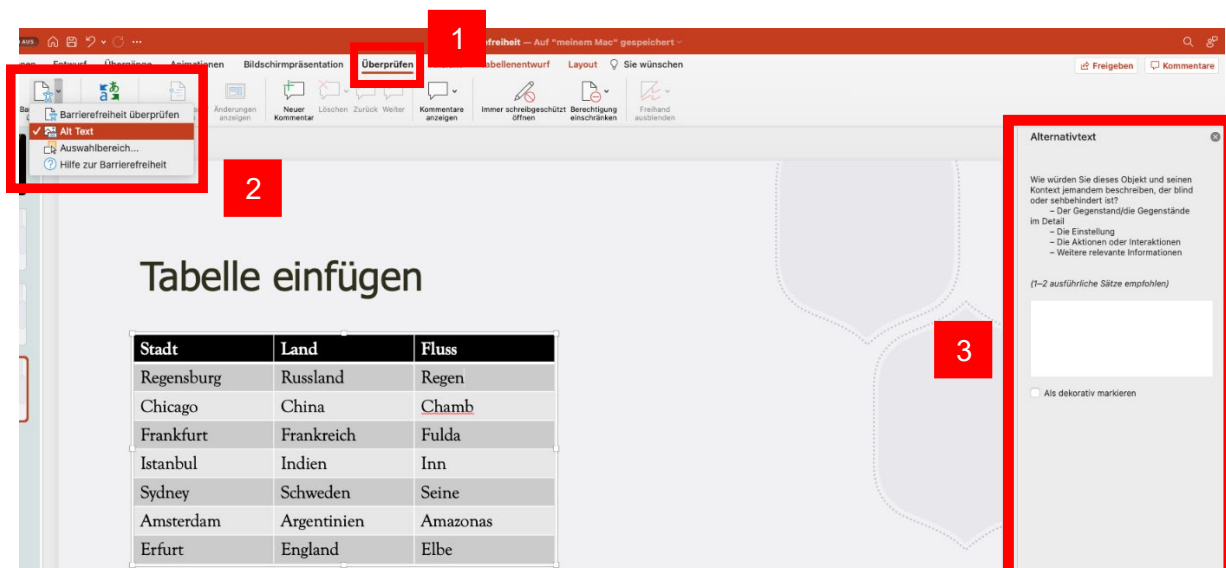 AUS
1
freiheit — Auf "meinem Mac" gespeichert
Entwurf Übergänge Animationen Bildschirmpräsentation Überprüfen Tabellenentwurf Layout Sie wünschen
Freigeben Kommentare
Änderungen anzeigen
Neuer Kommentar
Löschen Zurück Weiter
Kommentare anzeigen
Immer schreibgeschützt öffnen
Berechtigung einschränken
Freihand ausblenden
Barrierefreiheit überprüfen
✓ Alt Text
Auswahlbereich...
Hilfe zur Barrierefreiheit
2
Tabelle einfügen
Stadt Land Fluss
Regensburg Russland Regen
Chicago China Chamb
Frankfurt Frankreich Fulda
Istanbul Indien Inn
Sydney Schweden Seine
Amsterdam Argentinien Amazonas
Erfurt England Elbe
3
Alternativtext
Wie würden Sie dieses Objekt und seinen
Kontext jemandem beschreiben, der blind
oder sehbehindert ist?
– Der Gegenstand/die Gegenstände
im Detail
– Die Einstellung
– Die Aktionen oder Interaktionen
– Weitere relevante Informationen
(1–2 ausführliche Sätze empfohlen)
Als dekorativ markieren